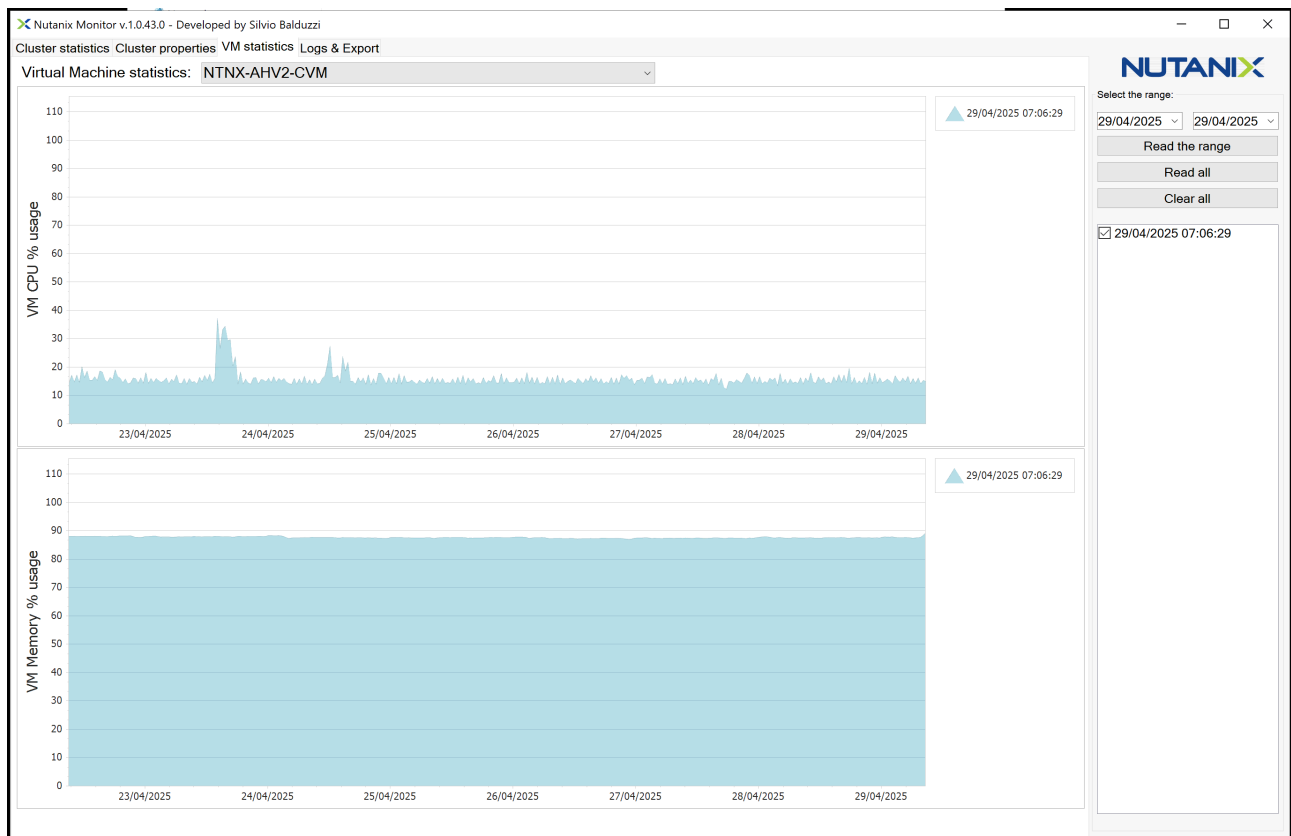 Nutanix Monitor v.1.0.43.0 - Developed by Silvio Balduzzi
Cluster statistics Cluster properties VM statistics Logs & Export
Virtual Machine statistics: NTNX-AHV2-CVM
VM CPU % usage
110
100
90
80
70
60
50
40
30
20
10
0
23/04/2025 24/04/2025 25/04/2025 26/04/2025 27/04/2025 28/04/2025 29/04/2025
29/04/2025 07:06:29
VM Memory % usage
110
100
90
80
70
60
50
40
30
20
10
0
23/04/2025 24/04/2025 25/04/2025 26/04/2025 27/04/2025 28/04/2025 29/04/2025
29/04/2025 07:06:29
NUTANIX
Select the range:
29/04/2025 29/04/2025
Read the range
Read all
Clear all
29/04/2025 07:06:29